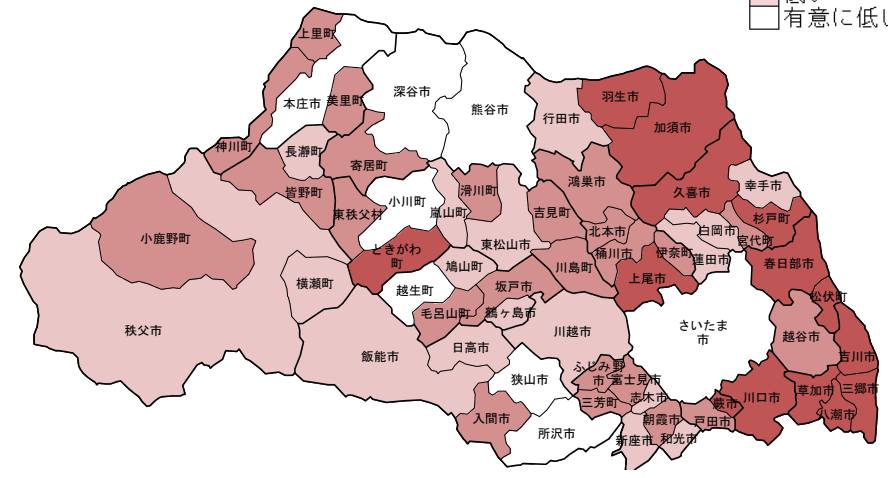 低い
有意に低い
上里町
本庄市
美里町
深谷市
熊谷市
行田市
羽生市
加須市
神川町
長瀞町
寄居町
皆野町
東秩父村
小川町
嵐山町
滑川町
東松山市
吉見町
鴻巣市
久喜市
幸手市
杉戸町
宮代町
白岡市
蓮田市
伊奈町
北本市
桶川市
上尾市
春日部市
松伏町
小鹿野町
ときがわ
町
鳩山町
川島町
横瀬町
越生町
坂戸市
毛呂山町
鶴ヶ島市
秩父市
飯能市
日高市
川越市
さいたま
市
越谷市
吉川市
狭山市
ふじみ野
市
富士見市
三芳町
志木市
入間市
所沢市
新座市
朝霞市
和光市
戸田市
蕨市
川口市
草加市
八潮市
三郷市